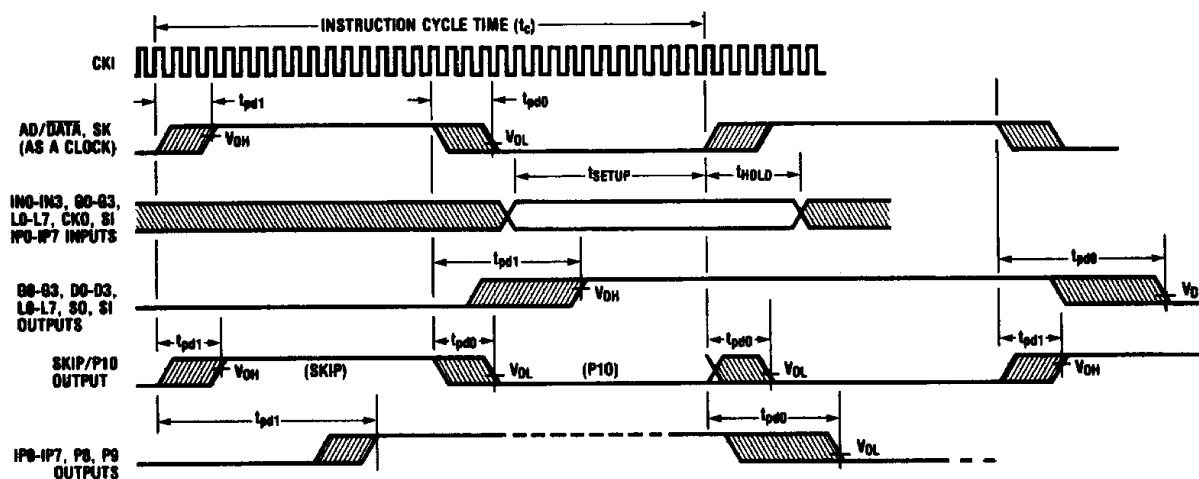 INSTRUCTION CYCLE TIME (tc)
CKI
tpd1
tpd0
AD/DATA, SK
(AS A CLOCK)
VOH
VOL
tSETUP
tHOLD
IN0-IN3, G0-G3,
L0-L7, CKO, SI
IP0-IP7 INPUTS
tpd1
tpd0
G0-G3, D0-D3,
L0-L7, SO, SI
OUTPUTS
VOH
VO
tpd1
tpd0
tpd0
tpd1
SKIP/P10
OUTPUT
VOH
(SKIP)
VOL
(P10)
VOL
VOH
tpd1
tpd0
IP0-IP7, P8, P9
OUTPUTS
VOL